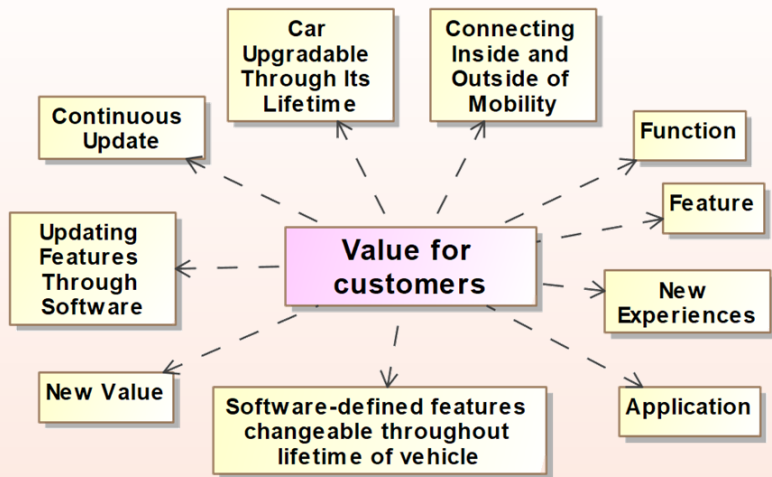 Car
Upgradable
Through Its
Lifetime
Connecting
Inside and
Outside of
Mobility
Continuous
Update
Function
Feature
Updating
Features
Through
Software
Value for
customers
New
Experiences
New Value
Software-defined features
changeable throughout
lifetime of vehicle
Application